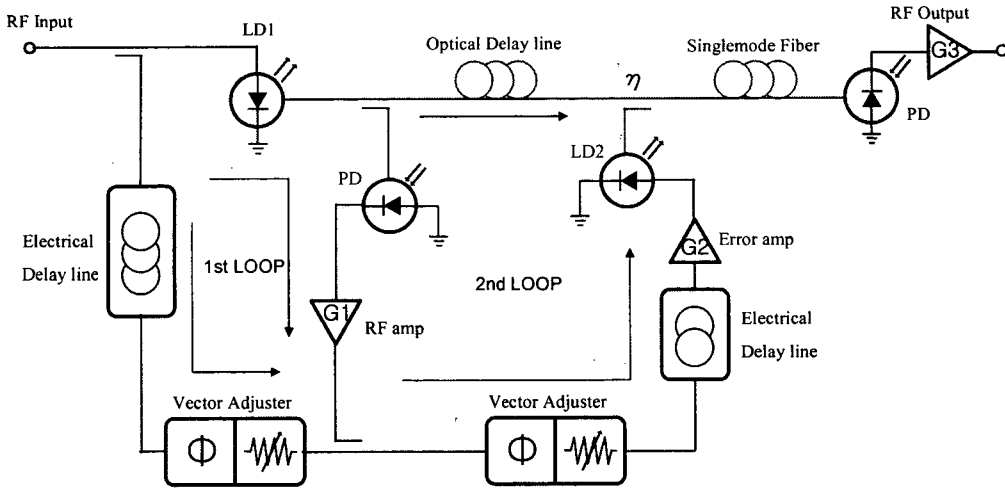 RF Input
LD1
Optical Delay line
η
Singlemode Fiber
RF Output
G3
PD
PD
LD2
Electrical
Delay line
1st LOOP
G1
RF amp
2nd LOOP
G2
Error amp
Electrical
Delay line
Vector Adjuster
Φ
Vector Adjuster
Φ